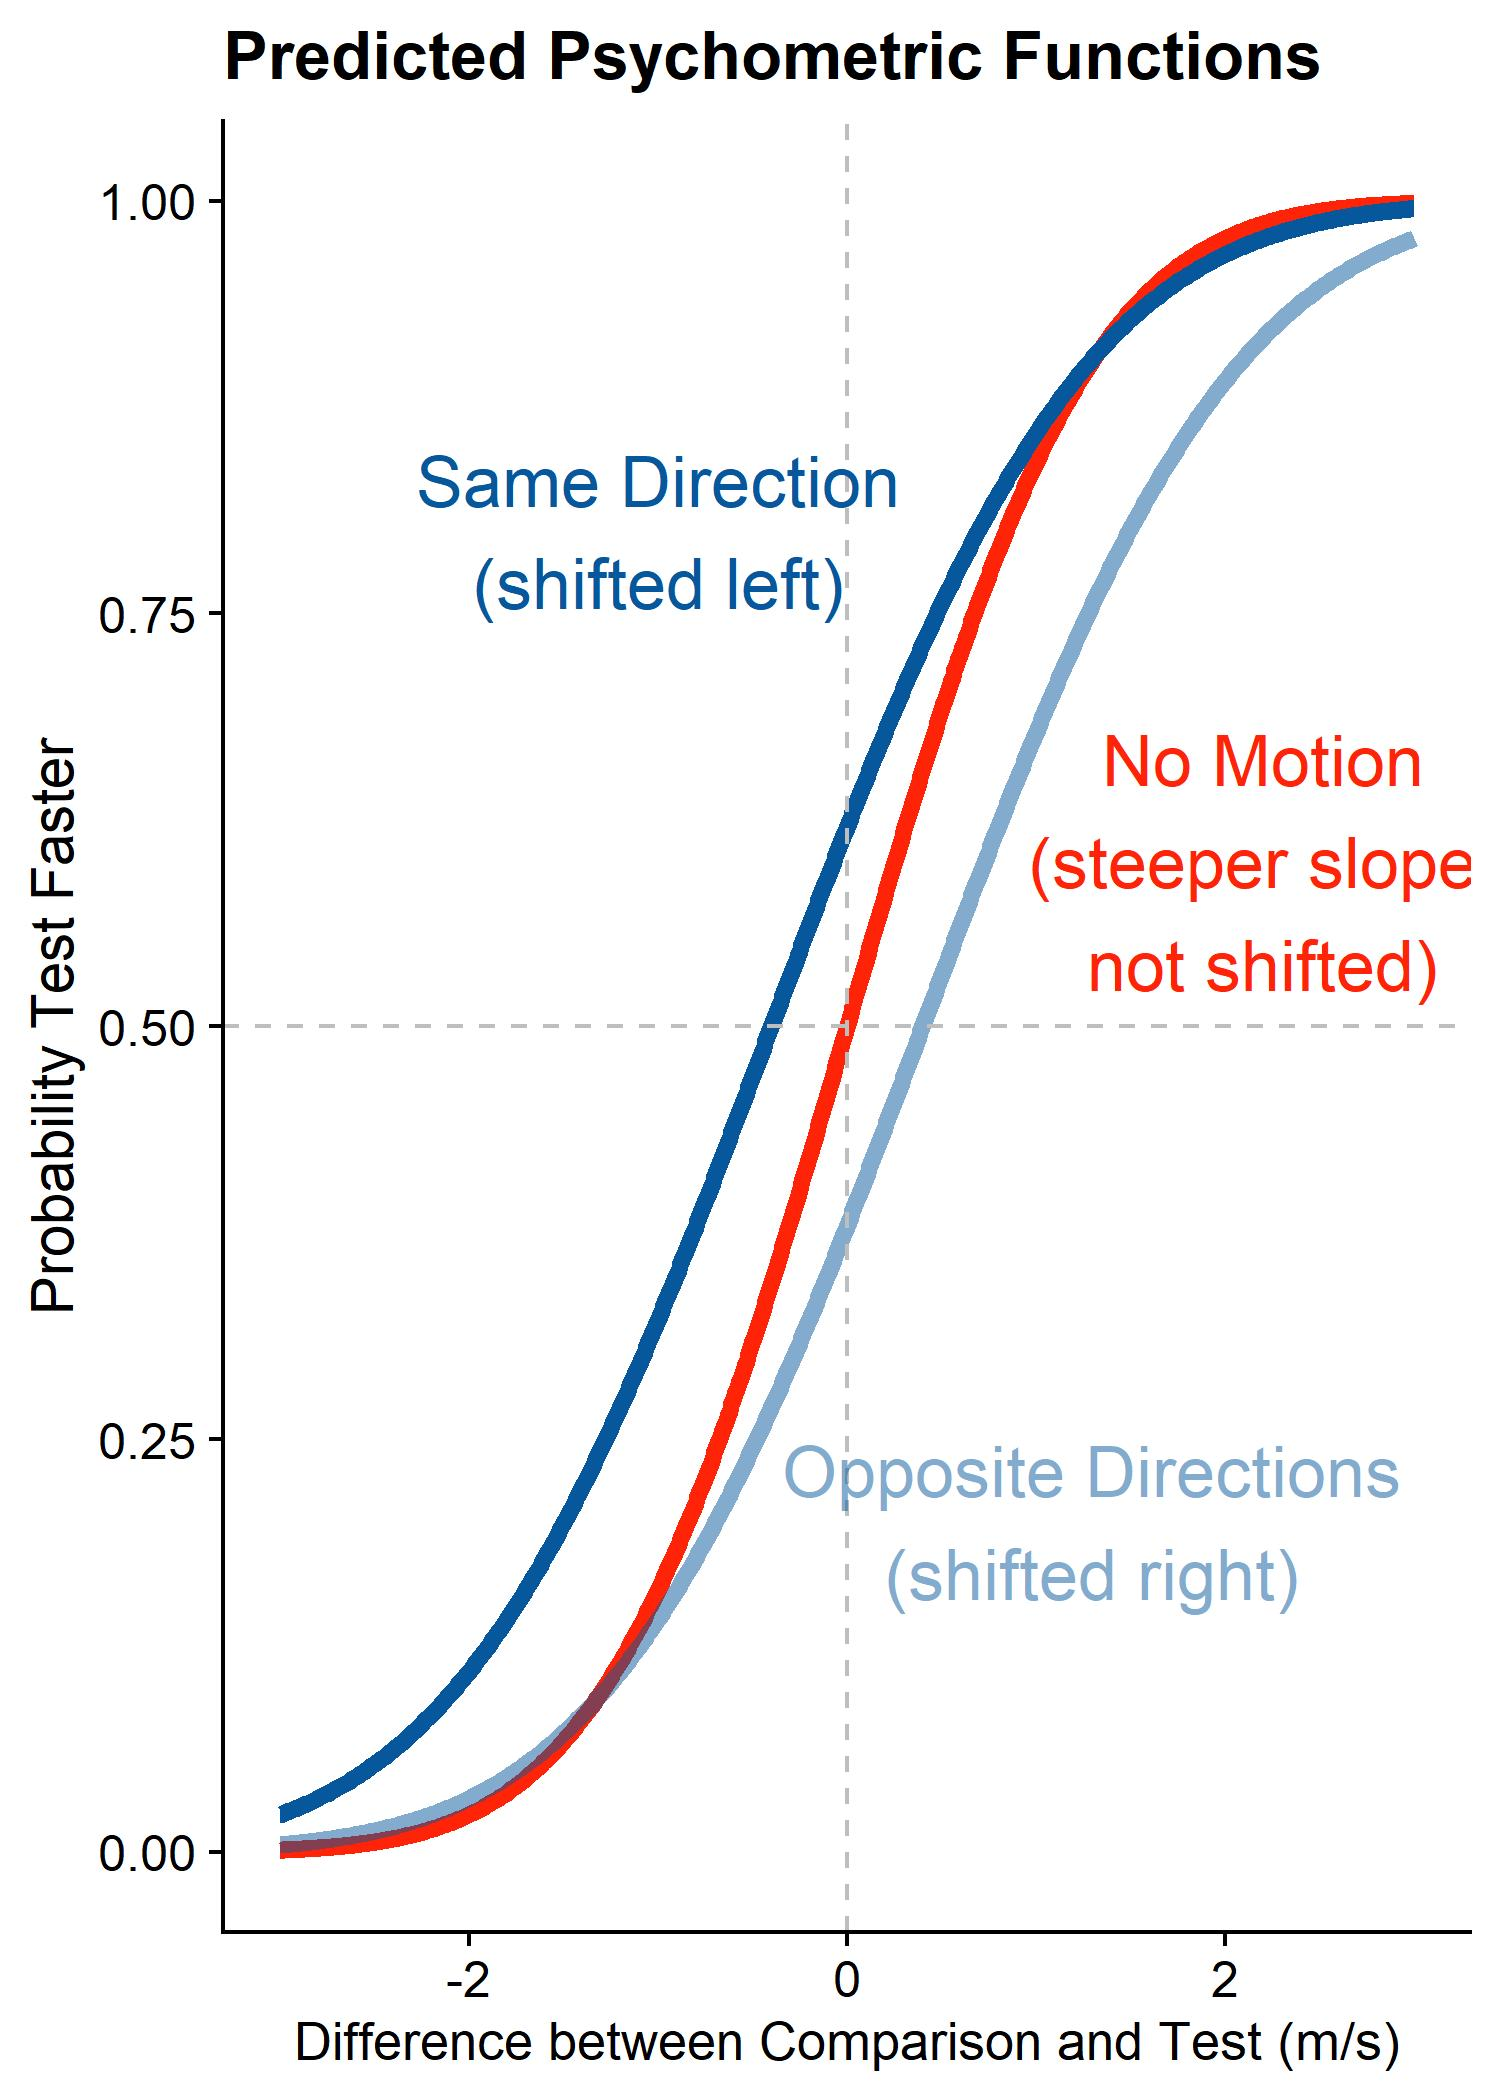 Predicted Psychometric Functions
1.00
0.75
0.50
0.25
0.00
Probability Test Faster
Same Direction
(shifted left)
No Motion
(steeper slope
not shifted)
Opposite Directions
(shifted right)
-2
0
2
Difference between Comparison and Test (m/s)